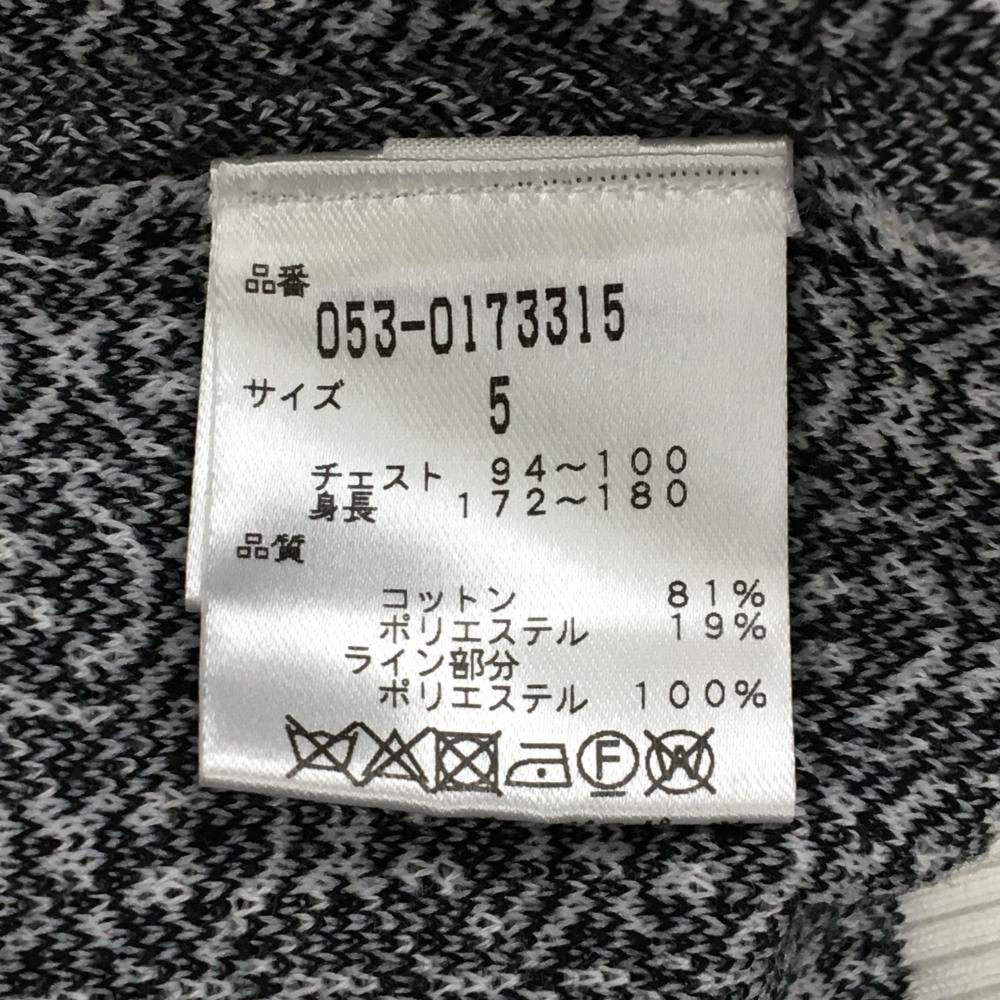 品番
053-0173315
サイズ 5
チェスト 94～100
身長 172～180
品質
コットン 81%
ポリエステル 19%
ライン部分
ポリエステル 100%
F W